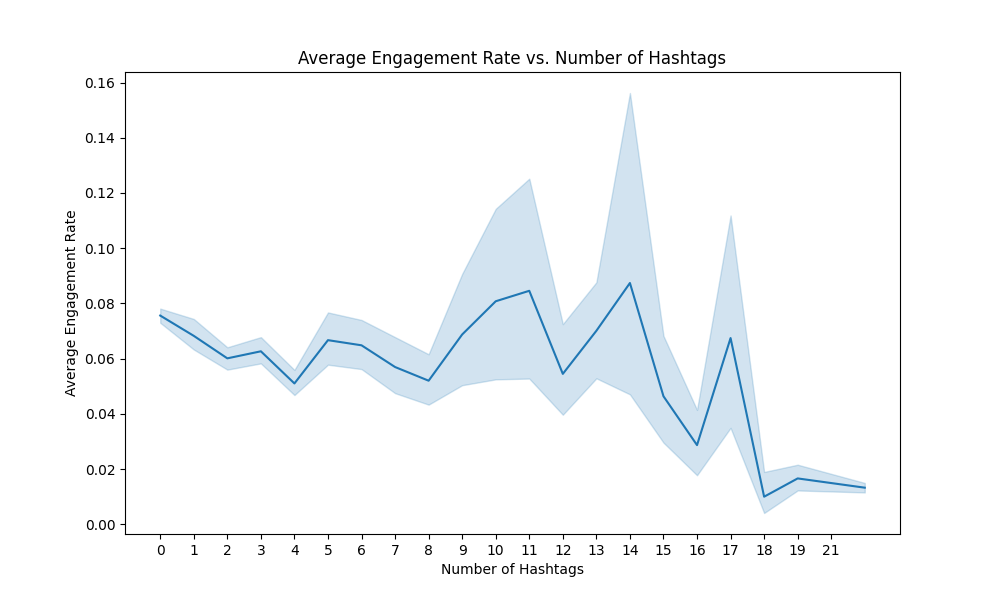 Average Engagement Rate vs. Number of Hashtags
0.16
0.14
0.12
0.10
0.08
0.06
0.04
0.02
0.00
Average Engagement Rate
0 1 2 3 4 5 6 7 8 9 10 11 12 13 14 15 16 17 18 19 21
Number of Hashtags